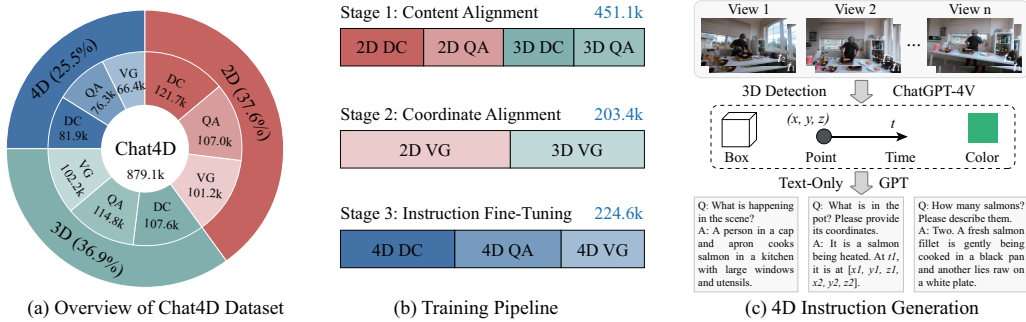 4D (25.5%)
2D (37.6%)
3D (36.9%)
VG
66.4k
QA
76.3k
DC
81.9k
DC
121.7k
QA
107.0k
VG
101.2k
DC
107.6k
QA
114.8k
VG
102.2k
Chat4D
879.1k
(a) Overview of Chat4D Dataset
Stage 1: Content Alignment 451.1k
2D DC 2D QA 3D DC 3D QA
Stage 2: Coordinate Alignment 203.4k
2D VG 3D VG
Stage 3: Instruction Fine-Tuning 224.6k
4D DC 4D QA 4D VG
(b) Training Pipeline
View 1 View 2 ... View n
3D Detection ChatGPT-4V
(x, y, z) t
Box Point Time Color
Text-Only GPT
Q: What is happening
in the scene?
A: A person in a cap
and apron cooks
salmon in a kitchen
with large windows
and utensils.
Q: What is in the
pot? Please provide
its coordinates.
A: It is a salmon
being heated. At t1,
it is at [x1, y1, z1,
x2, y2, z2].
Q: How many salmons?
Please describe them.
A: Two. A fresh salmon
fillet is gently being
cooked in a black pan
and another lies raw on
a white plate.
(c) 4D Instruction Generation